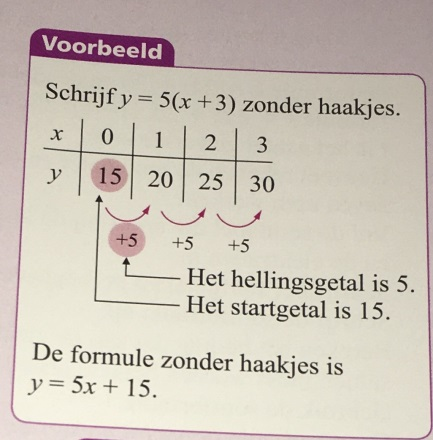 Voorbeeld
Schrijf y = 5(x + 3) zonder haakjes.
x 0 1 2 3
y 15 20 25 30
+5 +5 +5
Het hellingsgetal is 5.
Het startgetal is 15.
De formule zonder haakjes is
y = 5x + 15.